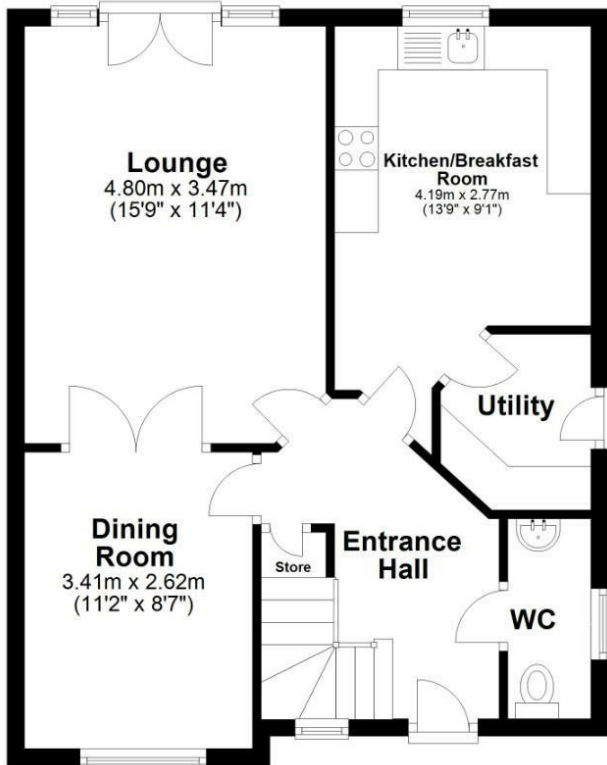 Lounge
4.80m x 3.47m
(15'9" x 11'4")
Kitchen/Breakfast
Room
4.19m x 2.77m
(13'9" x 9'1")
Utility
Dining
Room
3.41m x 2.62m
(11'2" x 8'7")
Store
Entrance
Hall
WC